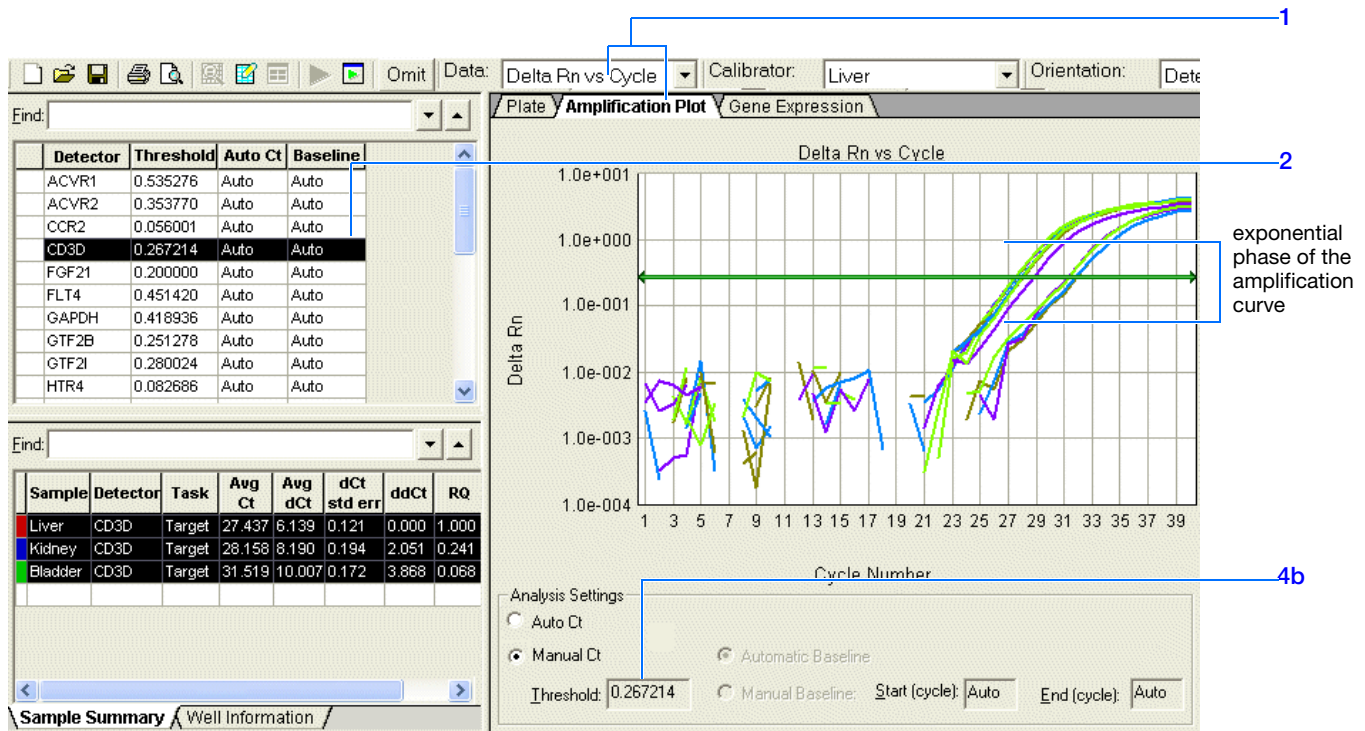 1
Omit Data: Delta Rn vs Cycle Calibrator: Liver Orientation: Dete
Find:
Plate Amplification Plot Gene Expression
Detector Threshold Auto Ct Baseline
ACVR1 0.535276 Auto Auto
ACVR2 0.353770 Auto Auto
CCR2 0.056001 Auto Auto
CD3D 0.267214 Auto Auto
FGF21 0.200000 Auto Auto
FLT4 0.451420 Auto Auto
GAPDH 0.418936 Auto Auto
GTF2B 0.251278 Auto Auto
GTF2I 0.280024 Auto Auto
HTR4 0.082686 Auto Auto
Find:
Sample Detector Task Avg Ct Avg dCt dCt std err ddCt RQ
Liver CD3D Target 27.437 6.139 0.121 0.000 1.000
Kidney CD3D Target 28.158 8.190 0.194 2.051 0.241
Bladder CD3D Target 31.519 10.007 0.172 3.868 0.068
Sample Summary Well Information
Delta Rn vs Cycle
2
1.0e+001
1.0e+000
1.0e-001
1.0e-002
1.0e-003
1.0e-004
Delta Rn
1 3 5 7 9 11 13 15 17 19 21 23 25 27 29 31 33 35 37 39
Cycle Number
exponential
phase of the
amplification
curve
4b
Analysis Settings
Auto Ct
Manual Ct Automatic Baseline
Threshold: 0.267214 Manual Baseline: Start (cycle): Auto End (cycle): Auto